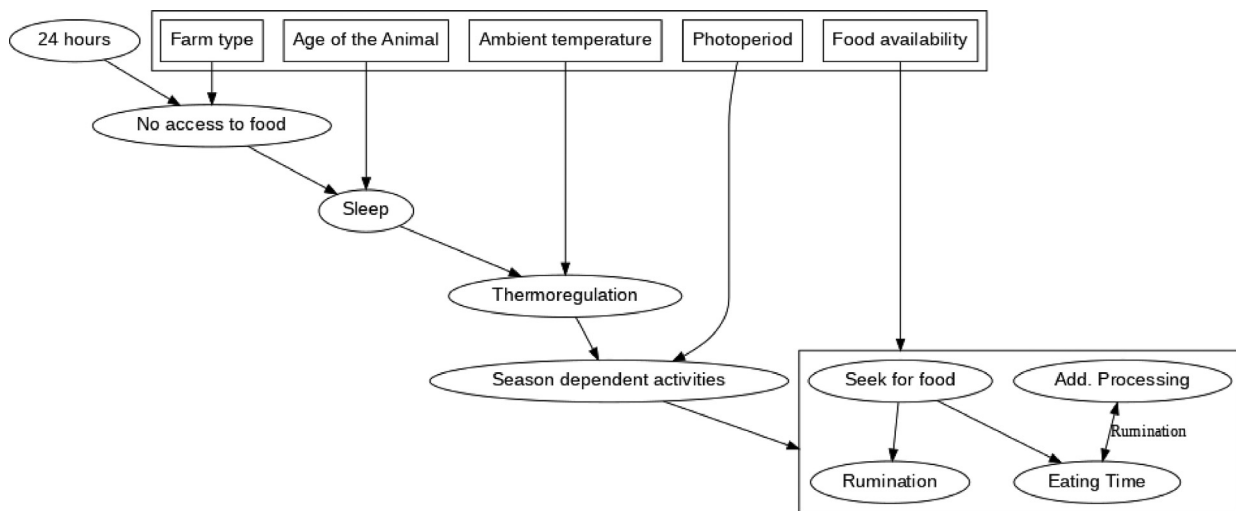 24 hours
Farm type
Age of the Animal
Ambient temperature
Photoperiod
Food availability
No access to food
Sleep
Thermoregulation
Season dependent activities
Seek for food
Add. Processing
Rumination
Rumination
Eating Time